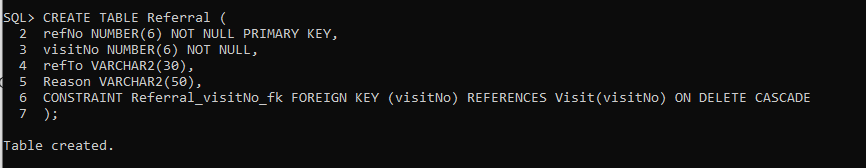 SQL> CREATE TABLE Referral (
  2  refNo NUMBER(6) NOT NULL PRIMARY KEY,
  3  visitNo NUMBER(6) NOT NULL,
  4  refTo VARCHAR2(30),
  5  Reason VARCHAR2(50),
  6  CONSTRAINT Referral_visitNo_fk FOREIGN KEY (visitNo) REFERENCES Visit(visitNo) ON DELETE CASCADE
  7  );
Table created.